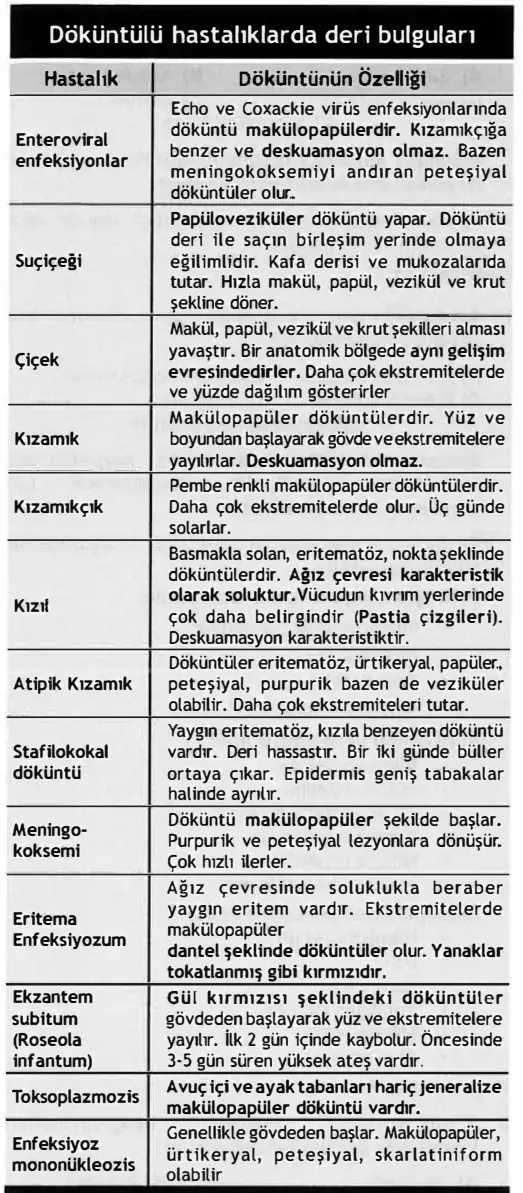 Döküntülü hastalıklarda deri bulguları
Hastalık Döküntünün Özelliği
Enteroviral
enfeksiyonlar
Echo ve Coxackie virüs enfeksiyonlarında
döküntü makülopapülerdir. Kızamıkçığa
benzer ve deskuamasyon olmaz. Bazen
meningokoksemiyi andıran peteşiyal
döküntüler olur.
Suçiçeği
Papüloveziküler döküntü yapar. Döküntü
deri ile saçın birleşim yerinde olmaya
eğilimlidir. Kafa derisi ve mukozalarıda
tutar. Hızla makül, papül, vezikül ve krut
şekline döner.
Çiçek
Makül, papül, vezikül ve krut şekilleri alması
yavaştır. Bir anatomik bölgede aynı gelişim
evresindedirler. Daha çok ekstremitelerde
ve yüzde dağılım gösterirler
Kızamık
Makülopapüler döküntülerdir. Yüz ve
boyundan başlayarak gövde ve ekstremitelere
yayılırlar. Deskuamasyon olmaz.
Kızamıkçık
Pembe renkli makülopapüler döküntülerdir.
Daha çok ekstremitelerde olur. Üç günde
solarlar.
Kızıl
Basmakla solan, eritematöz, nokta şeklinde
döküntülerdir. Ağız çevresi karakteristik
olarak soluktur. Vücudun kıvrım yerlerinde
çok daha belirgindir (Pastia çizgileri).
Deskuamasyon karakteristiktir.
Atipik Kızamık
Döküntüler eritematöz, ürtikeryal, papüler,
peteşiyal, purpurik bazen de veziküler
olabilir. Daha çok ekstremiteleri tutar.
Stafilokokal
döküntü
Yaygın eritematöz, kızıla benzeyen döküntü
vardır. Deri hassastır. Bir iki günde büller
ortaya çıkar. Epidermis geniş tabakalar
halinde ayrılır.
Meningo-
koksemi
Döküntü makülopapüler şekilde başlar.
Purpurik ve peteşiyal lezyonlara dönüşür.
Çok hızlı ilerler.
Eritema
Enfeksiyozum
Ağız çevresinde soluklukla beraber
yaygın eritem vardır. Ekstremitelerde
makülopapüler
dantel şeklinde döküntüler olur. Yanaklar
tokatlanmış gibi kırmızıdır.
Ekzantem
subitum
(Roseola
infantum)
Gül kırmızısı şeklindeki döküntüler
gövdeden başlayarak yüz ve ekstremitelere
yayılır. İlk 2 gün içinde kaybolur. Öncesinde
3-5 gün süren yüksek ateş vardır.
Toksoplazmozis
Avuç içi ve ayak tabanları hariç jeneralize
makülopapüler döküntü vardır.
Enfeksiyoz
mononükleozis
Genellikle gövdeden başlar. Makülopapüler,
ürtikeryal, peteşiyal, skarlatiniform
olabilir